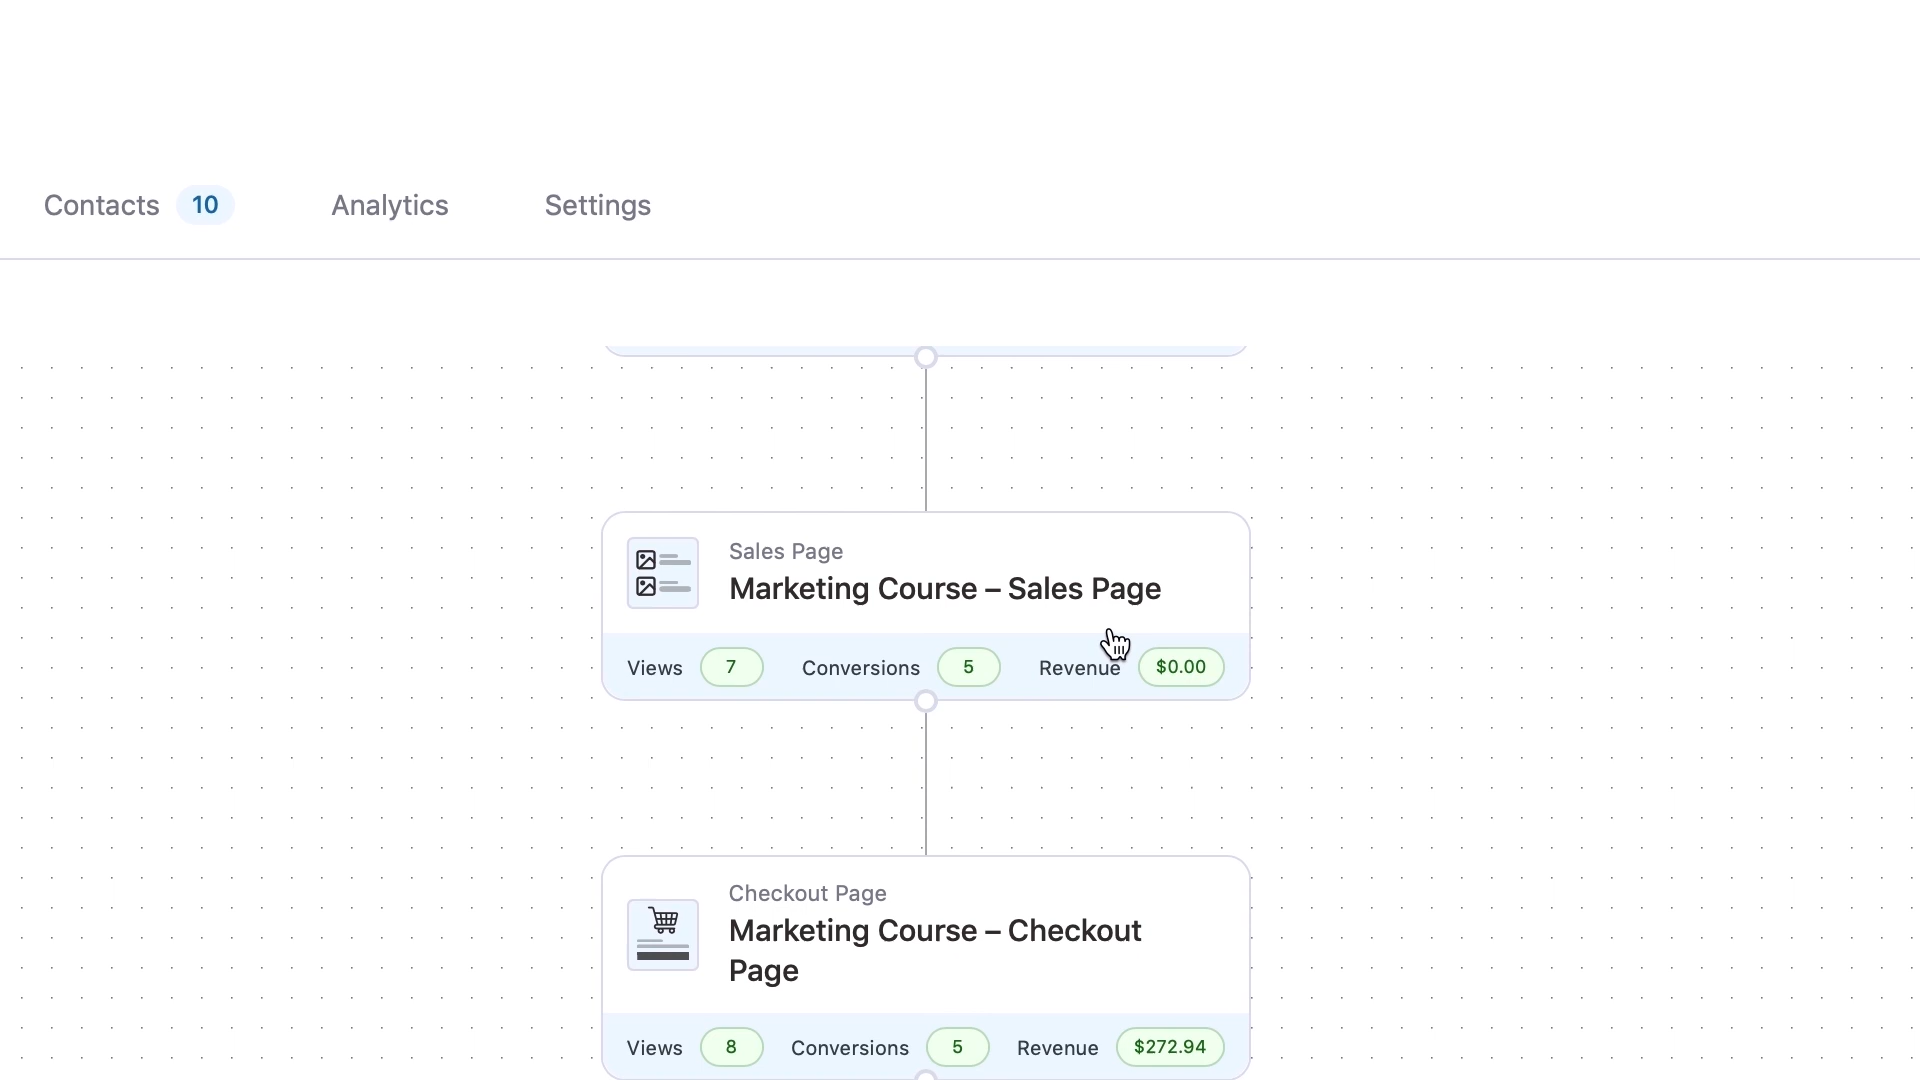 Contacts 10 Analytics Settings
Sales Page
Marketing Course – Sales Page
Views 7 Conversions 5 Revenue $0.00
Checkout Page
Marketing Course – Checkout
Page
Views 8 Conversions 5 Revenue $272.94